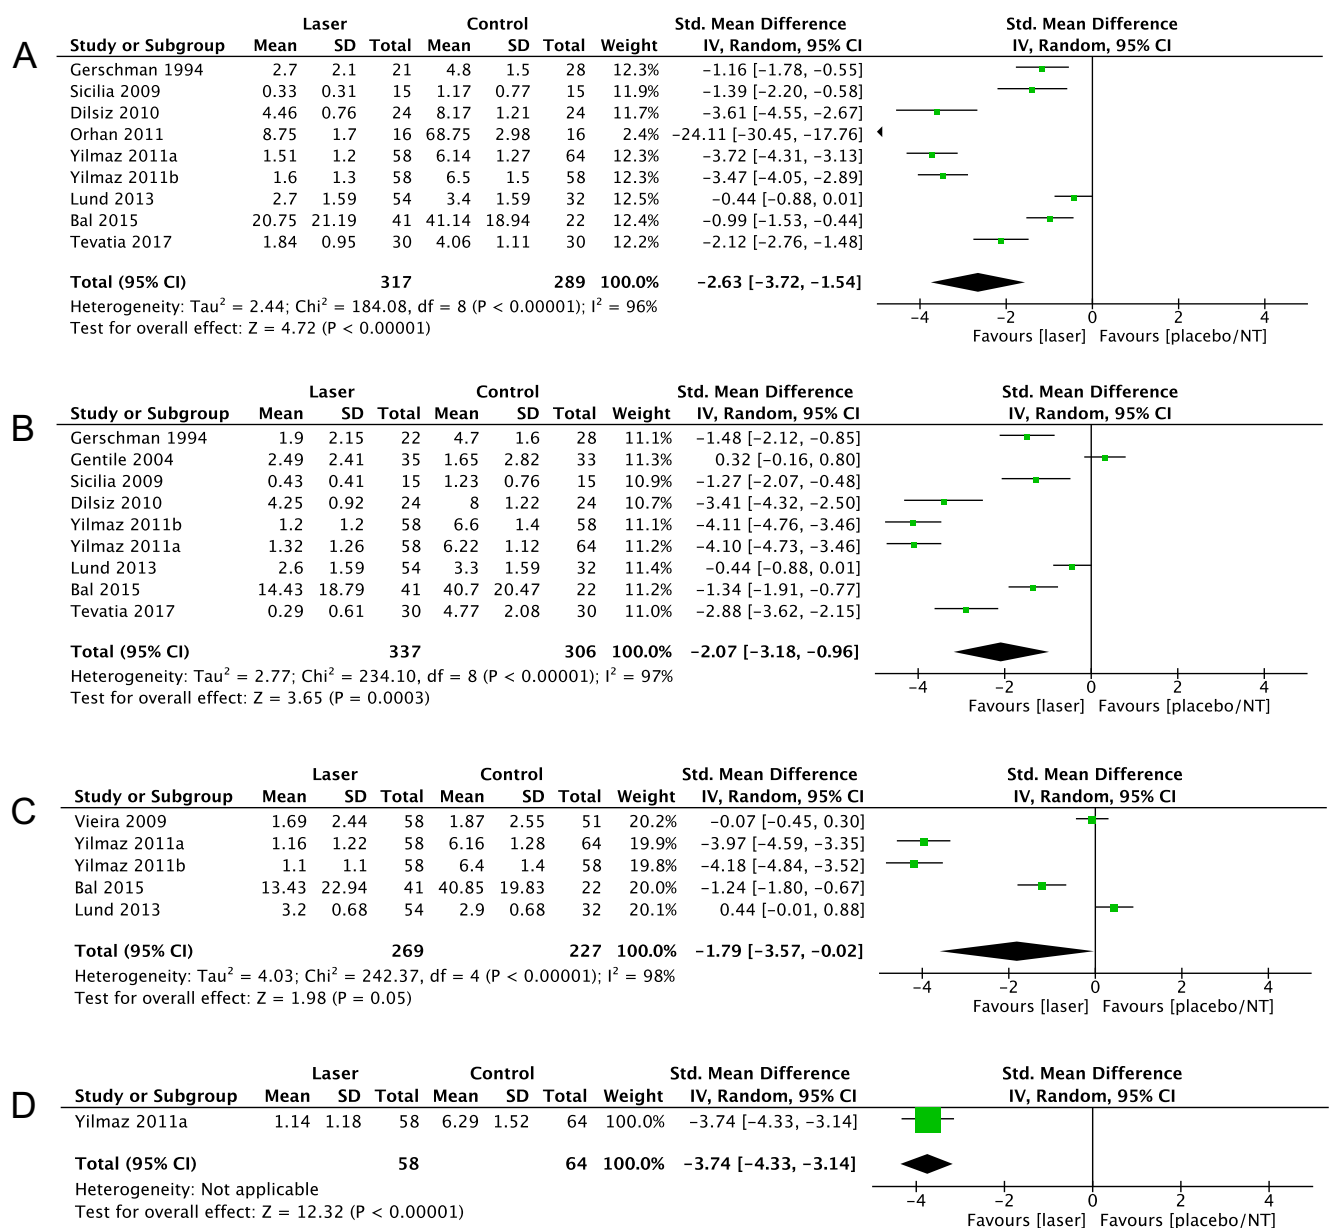 A
Laser Control Std. Mean Difference Std. Mean Difference
Study or Subgroup Mean SD Total Mean SD Total Weight IV, Random, 95% CI IV, Random, 95% CI
Gerschman 1994 2.7 2.1 21 4.8 1.5 28 12.3% −1.16 [−1.78, −0.55]
Sicilia 2009 0.33 0.31 15 1.17 0.77 15 11.9% −1.39 [−2.20, −0.58]
Dilsiz 2010 4.46 0.76 24 8.17 1.21 24 11.7% −3.61 [−4.55, −2.67]
Orhan 2011 8.75 1.7 16 68.75 2.98 16 2.4% −24.11 [−30.45, −17.76]
Yilmaz 2011a 1.51 1.2 58 6.14 1.27 64 12.3% −3.72 [−4.31, −3.13]
Yilmaz 2011b 1.6 1.3 58 6.5 1.5 58 12.3% −3.47 [−4.05, −2.89]
Lund 2013 2.7 1.59 54 3.4 1.59 32 12.5% −0.44 [−0.88, 0.01]
Bal 2015 20.75 21.19 41 41.14 18.94 22 12.4% −0.99 [−1.53, −0.44]
Tevatia 2017 1.84 0.95 30 4.06 1.11 30 12.2% −2.12 [−2.76, −1.48]
Total (95% CI) 317 289 100.0% −2.63 [−3.72, −1.54]
Heterogeneity: Tau² = 2.44; Chi² = 184.08, df = 8 (P < 0.00001); I² = 96%
Test for overall effect: Z = 4.72 (P < 0.00001)
−4 −2 0 2 4
Favours [laser] Favours [placebo/NT]
B
Laser Control Std. Mean Difference Std. Mean Difference
Study or Subgroup Mean SD Total Mean SD Total Weight IV, Random, 95% CI IV, Random, 95% CI
Gerschman 1994 1.9 2.15 22 4.7 1.6 28 11.1% −1.48 [−2.12, −0.85]
Gentile 2004 2.49 2.41 35 1.65 2.82 33 11.3% 0.32 [−0.16, 0.80]
Sicilia 2009 0.43 0.41 15 1.23 0.76 15 10.9% −1.27 [−2.07, −0.48]
Dilsiz 2010 4.25 0.92 24 8 1.22 24 10.7% −3.41 [−4.32, −2.50]
Yilmaz 2011b 1.2 1.2 58 6.6 1.4 58 11.1% −4.11 [−4.76, −3.46]
Yilmaz 2011a 1.32 1.26 58 6.22 1.12 64 11.2% −4.10 [−4.73, −3.46]
Lund 2013 2.6 1.59 54 3.3 1.59 32 11.4% −0.44 [−0.88, 0.01]
Bal 2015 14.43 18.79 41 40.7 20.47 22 11.2% −1.34 [−1.91, −0.77]
Tevatia 2017 0.29 0.61 30 4.77 2.08 30 11.0% −2.88 [−3.62, −2.15]
Total (95% CI) 337 306 100.0% −2.07 [−3.18, −0.96]
Heterogeneity: Tau² = 2.77; Chi² = 234.10, df = 8 (P < 0.00001); I² = 97%
Test for overall effect: Z = 3.65 (P = 0.0003)
−4 −2 0 2 4
Favours [laser] Favours [placebo/NT]
C
Laser Control Std. Mean Difference Std. Mean Difference
Study or Subgroup Mean SD Total Mean SD Total Weight IV, Random, 95% CI IV, Random, 95% CI
Vieira 2009 1.69 2.44 58 1.87 2.55 51 20.2% −0.07 [−0.45, 0.30]
Yilmaz 2011a 1.16 1.22 58 6.16 1.28 64 19.9% −3.97 [−4.59, −3.35]
Yilmaz 2011b 1.1 1.1 58 6.4 1.4 58 19.8% −4.18 [−4.84, −3.52]
Bal 2015 13.43 22.94 41 40.85 19.83 22 20.0% −1.24 [−1.80, −0.67]
Lund 2013 3.2 0.68 54 2.9 0.68 32 20.1% 0.44 [−0.01, 0.88]
Total (95% CI) 269 227 100.0% −1.79 [−3.57, −0.02]
Heterogeneity: Tau² = 4.03; Chi² = 242.37, df = 4 (P < 0.00001); I² = 98%
Test for overall effect: Z = 1.98 (P = 0.05)
−4 −2 0 2 4
Favours [laser] Favours [placebo/NT]
D
Laser Control Std. Mean Difference Std. Mean Difference
Study or Subgroup Mean SD Total Mean SD Total Weight IV, Random, 95% CI IV, Random, 95% CI
Yilmaz 2011a 1.14 1.18 58 6.29 1.52 64 100.0% −3.74 [−4.33, −3.14]
Total (95% CI) 58 64 100.0% −3.74 [−4.33, −3.14]
Heterogeneity: Not applicable
Test for overall effect: Z = 12.32 (P < 0.00001)
−4 −2 0 2 4
Favours [laser] Favours [placebo/NT]